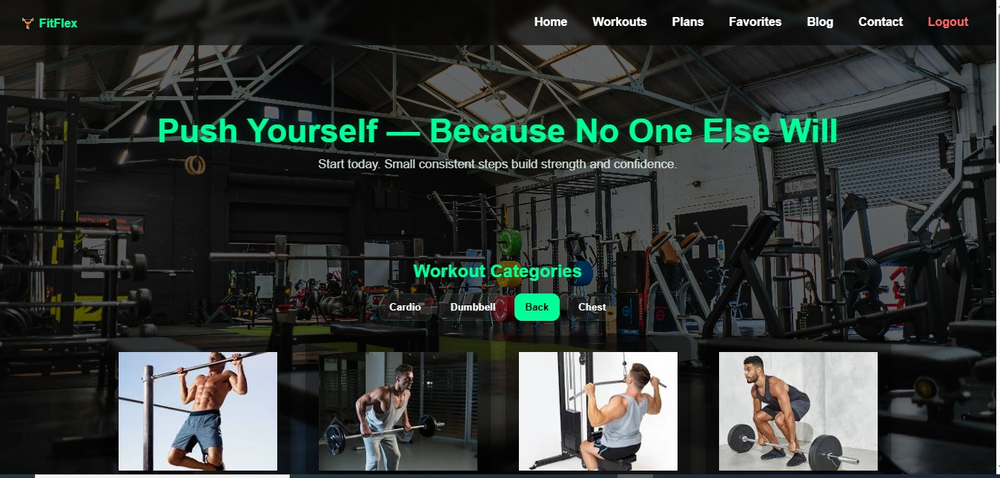 FitFlex
Home Workouts Plans Favorites Blog Contact Logout
Push Yourself — Because No One Else Will
Start today. Small consistent steps build strength and confidence.
Workout Categories
Cardio Dumbbell Back Chest